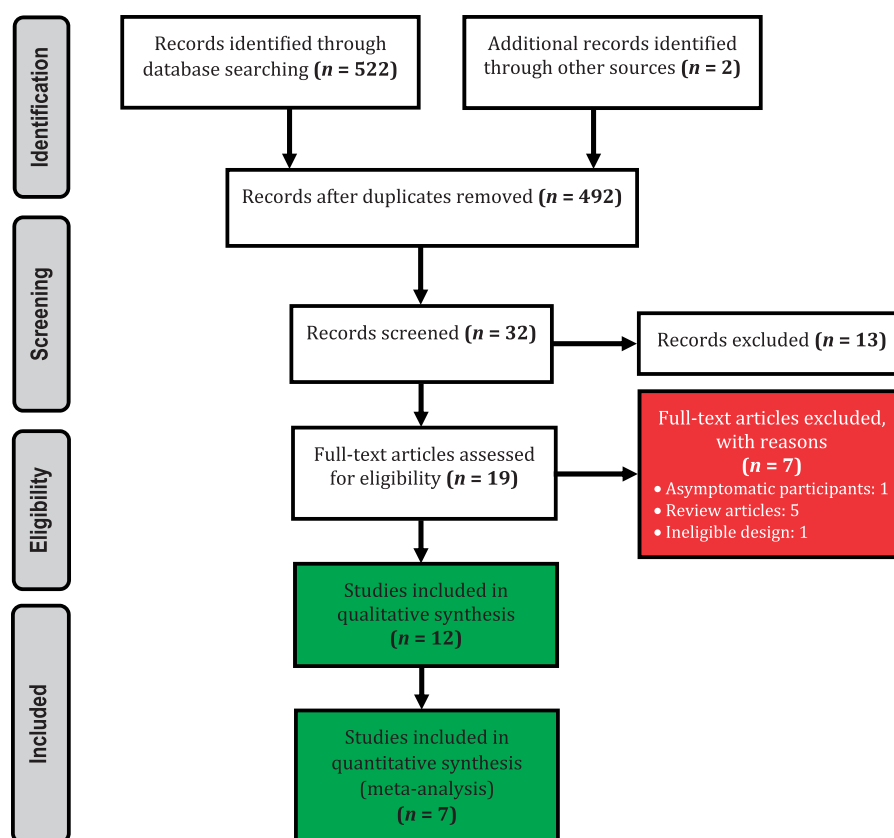 Identification
Records identified through
database searching (n = 522)
Additional records identified
through other sources (n = 2)
Records after duplicates removed (n = 492)
Screening
Records screened (n = 32)
Records excluded (n = 13)
Eligibility
Full-text articles assessed
for eligibility (n = 19)
Full-text articles excluded,
with reasons
(n = 7)
• Asymptomatic participants: 1
• Review articles: 5
• Ineligible design: 1
Included
Studies included in
qualitative synthesis
(n = 12)
Studies included in
quantitative synthesis
(meta-analysis)
(n = 7)